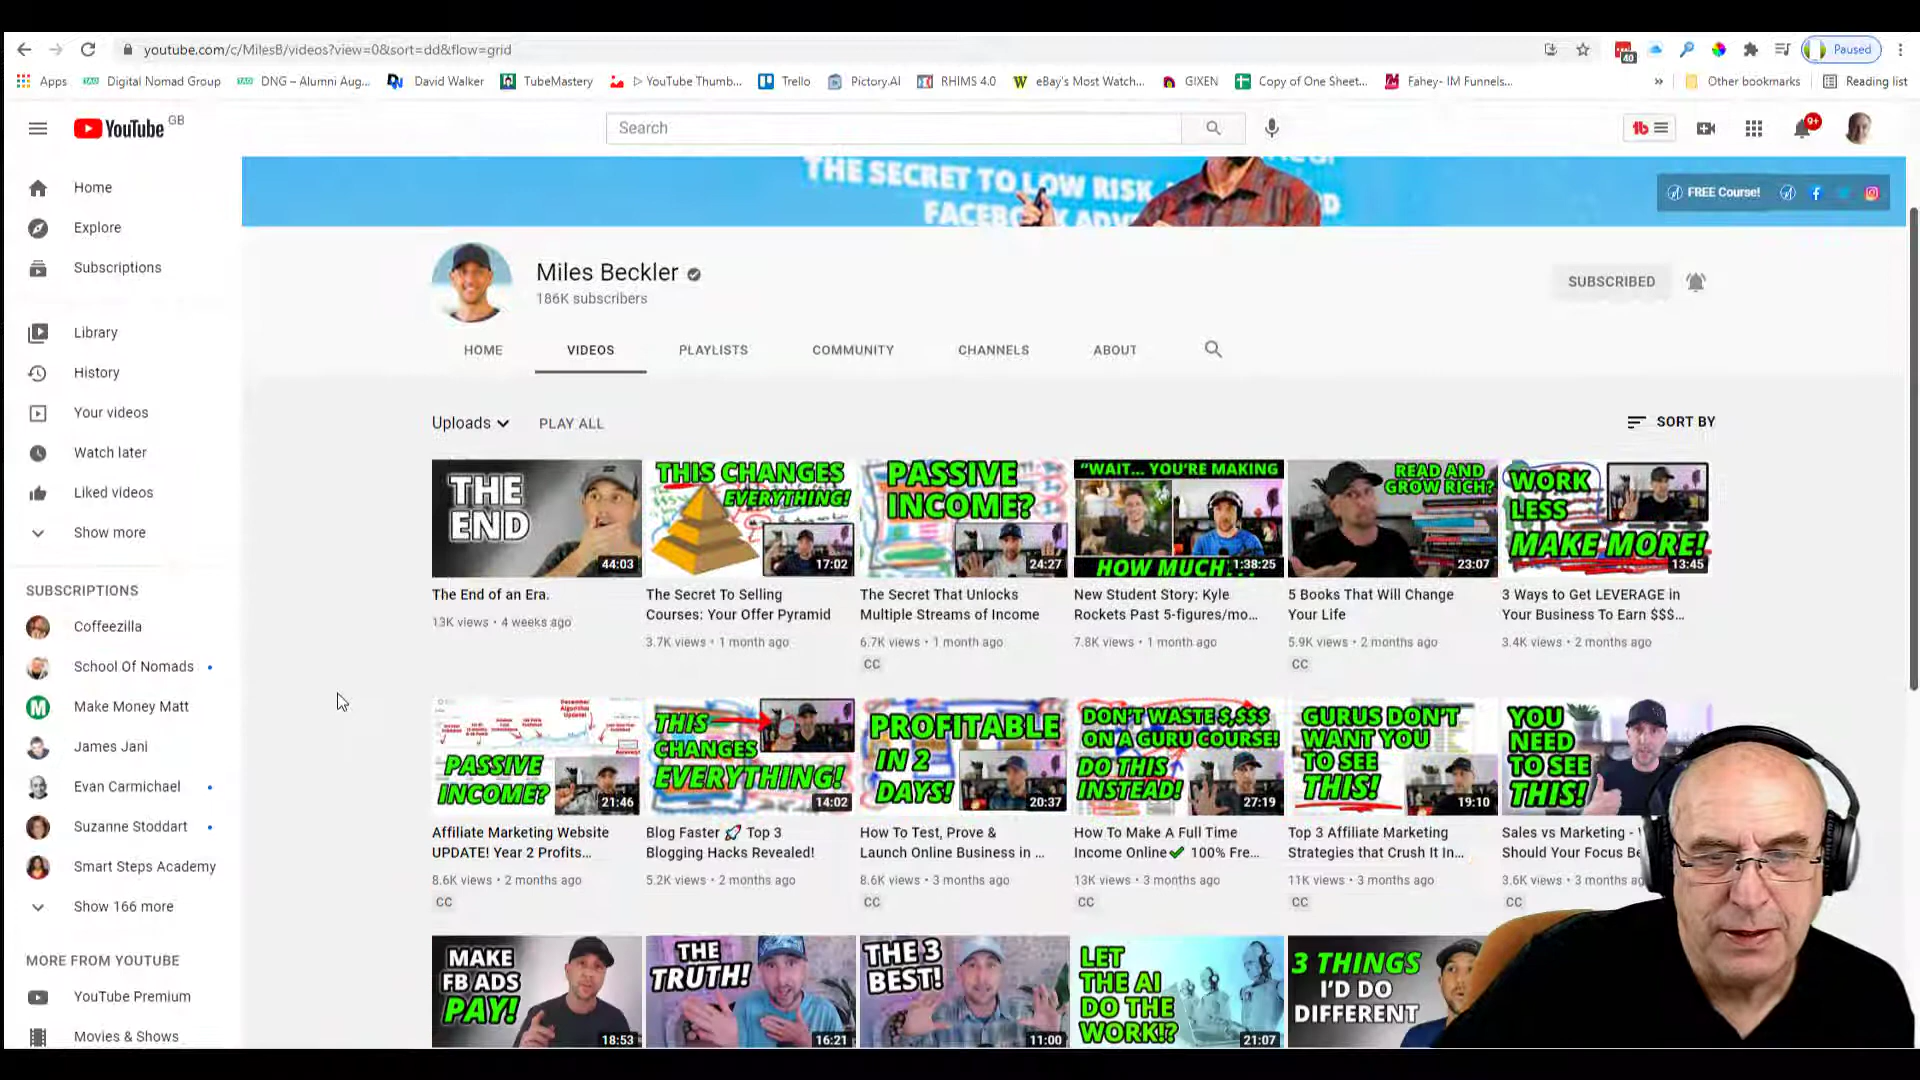 youtube.com/c/MilesB/videos?view=0&sort=dd&flow=grid
40
Paused
Apps
Digital Nomad Group
DNG – Alumni Aug...
David Walker
TubeMastery
YouTube Thumb...
Trello
Pictory.AI
RHIMS 4.0
eBay's Most Watch...
GIXEN
Copy of One Sheet...
Fahey- IM Funnels...
»
Other bookmarks
Reading list
YouTube GB
Search
tb
9+
THE SECRET TO LOW RISK
FACEBOOK ADV
FREE Course!
Home
Explore
Subscriptions
Library
History
Your videos
Watch later
Liked videos
Show more
SUBSCRIPTIONS
Coffeezilla
School Of Nomads
Make Money Matt
James Jani
Evan Carmichael
Suzanne Stoddart
Smart Steps Academy
Show 166 more
MORE FROM YOUTUBE
YouTube Premium
Movies & Shows
Miles Beckler
186K subscribers
SUBSCRIBED
HOME
VIDEOS
PLAYLISTS
COMMUNITY
CHANNELS
ABOUT
Uploads
PLAY ALL
SORT BY
THE
END
44:03
The End of an Era.
13K views • 4 weeks ago
THIS CHANGES
EVERYTHING!
17:02
The Secret To Selling
Courses: Your Offer Pyramid
3.7K views • 1 month ago
PASSIVE
INCOME?
24:27
The Secret That Unlocks
Multiple Streams of Income
6.7K views • 1 month ago
CC
"WAIT... YOU'RE MAKING
HOW MUCH
1:38:25
New Student Story: Kyle
Rockets Past 5-figures/mo...
7.8K views • 1 month ago
READ AND
GROW RICH?
23:07
5 Books That Will Change
Your Life
5.9K views • 2 months ago
CC
WORK
LESS
MAKE MORE!
13:45
3 Ways to Get LEVERAGE in
Your Business To Earn $$$...
3.4K views • 2 months ago
December
Algorithm
Update!
PASSIVE
INCOME?
21:46
Affiliate Marketing Website
UPDATE! Year 2 Profits...
8.6K views • 2 months ago
CC
THIS
CHANGES
EVERYTHING!
14:02
Blog Faster 🚀 Top 3
Blogging Hacks Revealed!
5.2K views • 2 months ago
PROFITABLE
IN 2
DAYS!
20:37
How To Test, Prove &
Launch Online Business in ...
8.6K views • 3 months ago
CC
DON'T WASTE $,$$$
ON A GURU COURSE!
DO THIS
INSTEAD!
27:19
How To Make A Full Time
Income Online✔ 100% Fre...
13K views • 3 months ago
CC
GURUS DON'T
WANT YOU
TO SEE
THIS!
19:10
Top 3 Affiliate Marketing
Strategies that Crush It In...
11K views • 3 months ago
CC
YOU
NEED
TO SEE
THIS!
Sales vs Marketing -
Should Your Focus Be
3.6K views • 3 months
CC
MAKE
FB ADS
PAY!
18:53
THE
TRUTH!
16:21
THE 3
BEST!
11:00
LET
THE AI
DO THE
WORK!?
21:07
3 THINGS
I'D DO
DIFFERENT